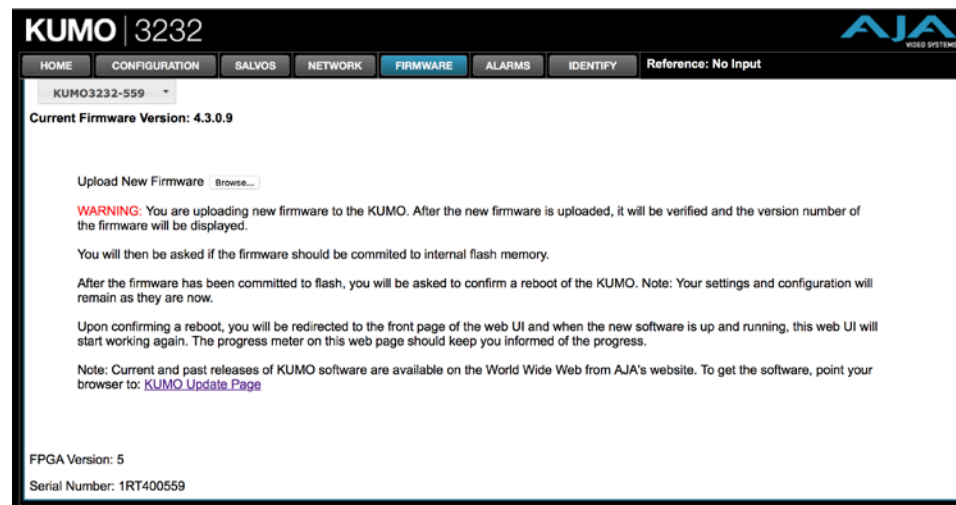 KUMO | 3232
AJA
VIDEO SYSTEMS
HOME CONFIGURATION SALVOS NETWORK FIRMWARE ALARMS IDENTIFY Reference: No Input
KUMO3232-559
Current Firmware Version: 4.3.0.9
Upload New Firmware Browse...
WARNING: You are uploading new firmware to the KUMO. After the new firmware is uploaded, it will be verified and the version number of
the firmware will be displayed.
You will then be asked if the firmware should be commited to internal flash memory.
After the firmware has been committed to flash, you will be asked to confirm a reboot of the KUMO. Note: Your settings and configuration will
remain as they are now.
Upon confirming a reboot, you will be redirected to the front page of the web UI and when the new software is up and running, this web UI will
start working again. The progress meter on this web page should keep you informed of the progress.
Note: Current and past releases of KUMO software are available on the World Wide Web from AJA's website. To get the software, point your
browser to: KUMO Update Page
FPGA Version: 5
Serial Number: 1RT400559